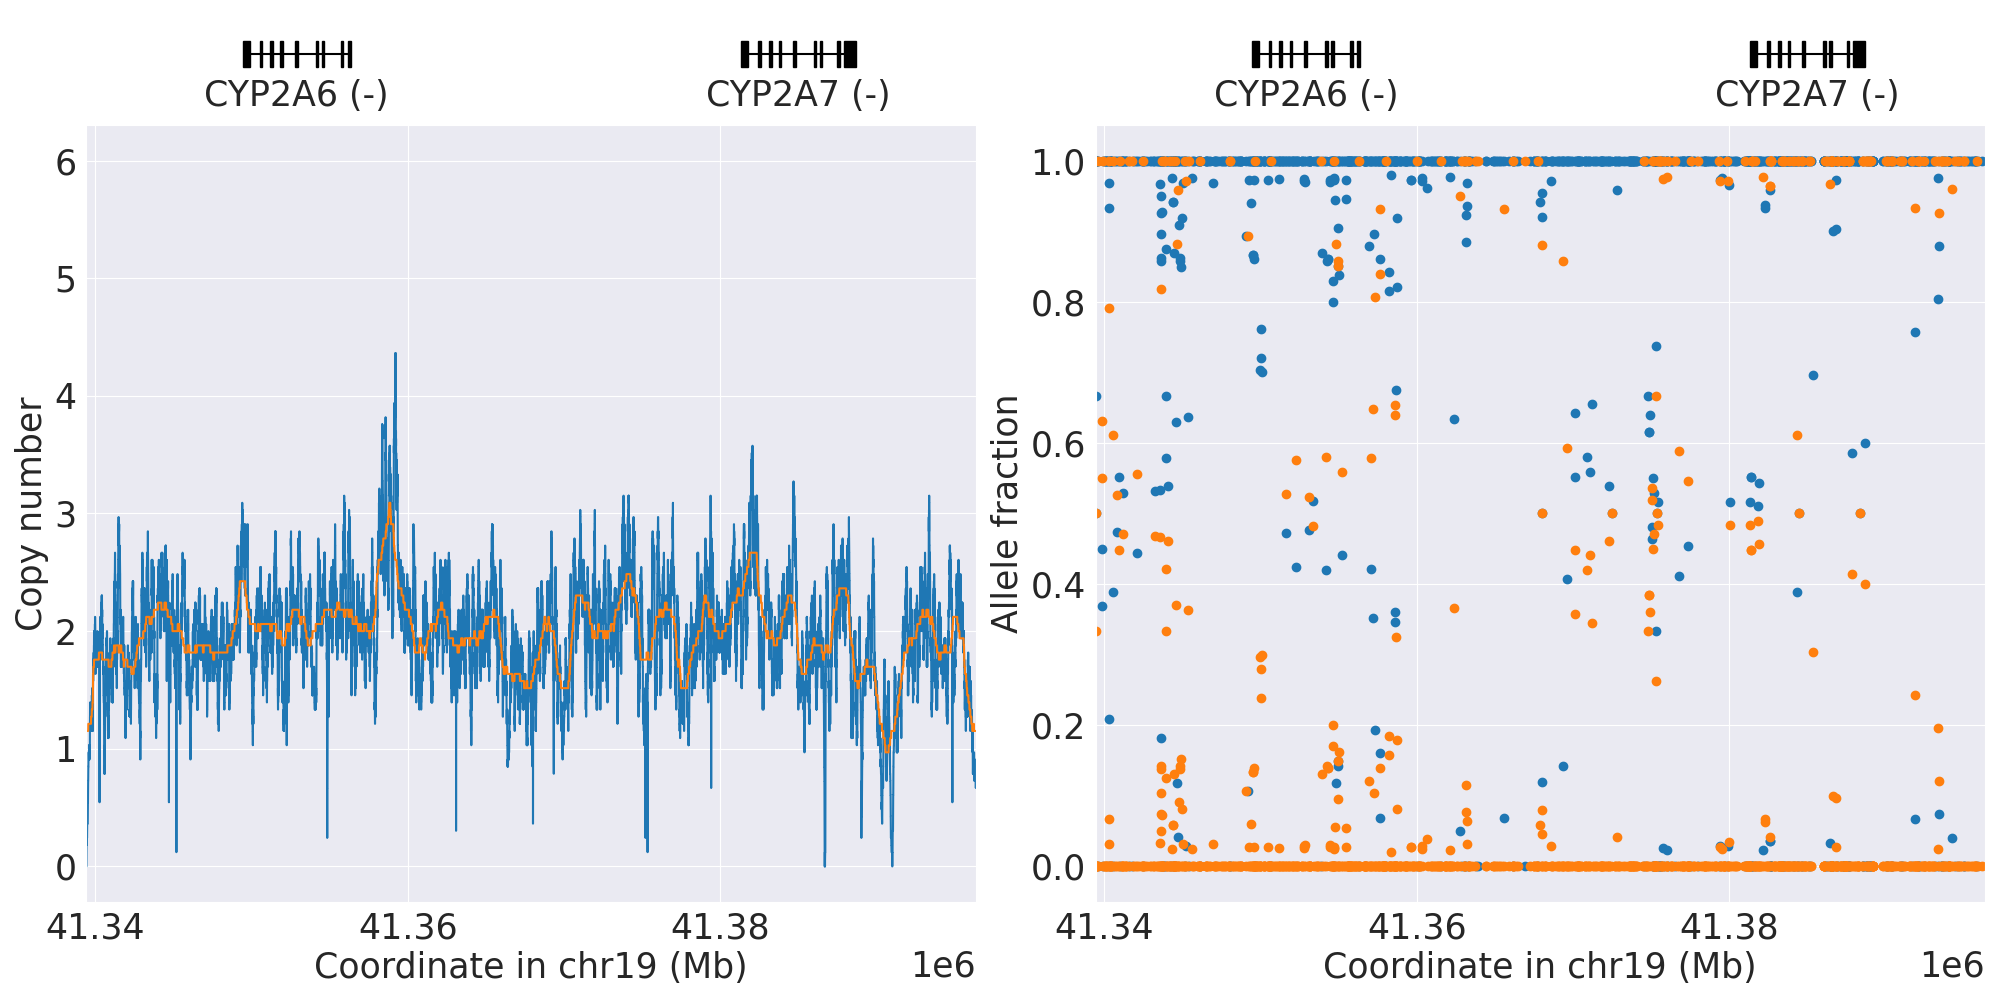 CYP2A6 (-) CYP2A7 (-)
6
5
4
3
2
1
0
Copy number
41.34 41.36 41.38
Coordinate in chr19 (Mb) 1e6
CYP2A6 (-) CYP2A7 (-)
1.0
0.8
0.6
0.4
0.2
0.0
Allele fraction
41.34 41.36 41.38
Coordinate in chr19 (Mb) 1e6